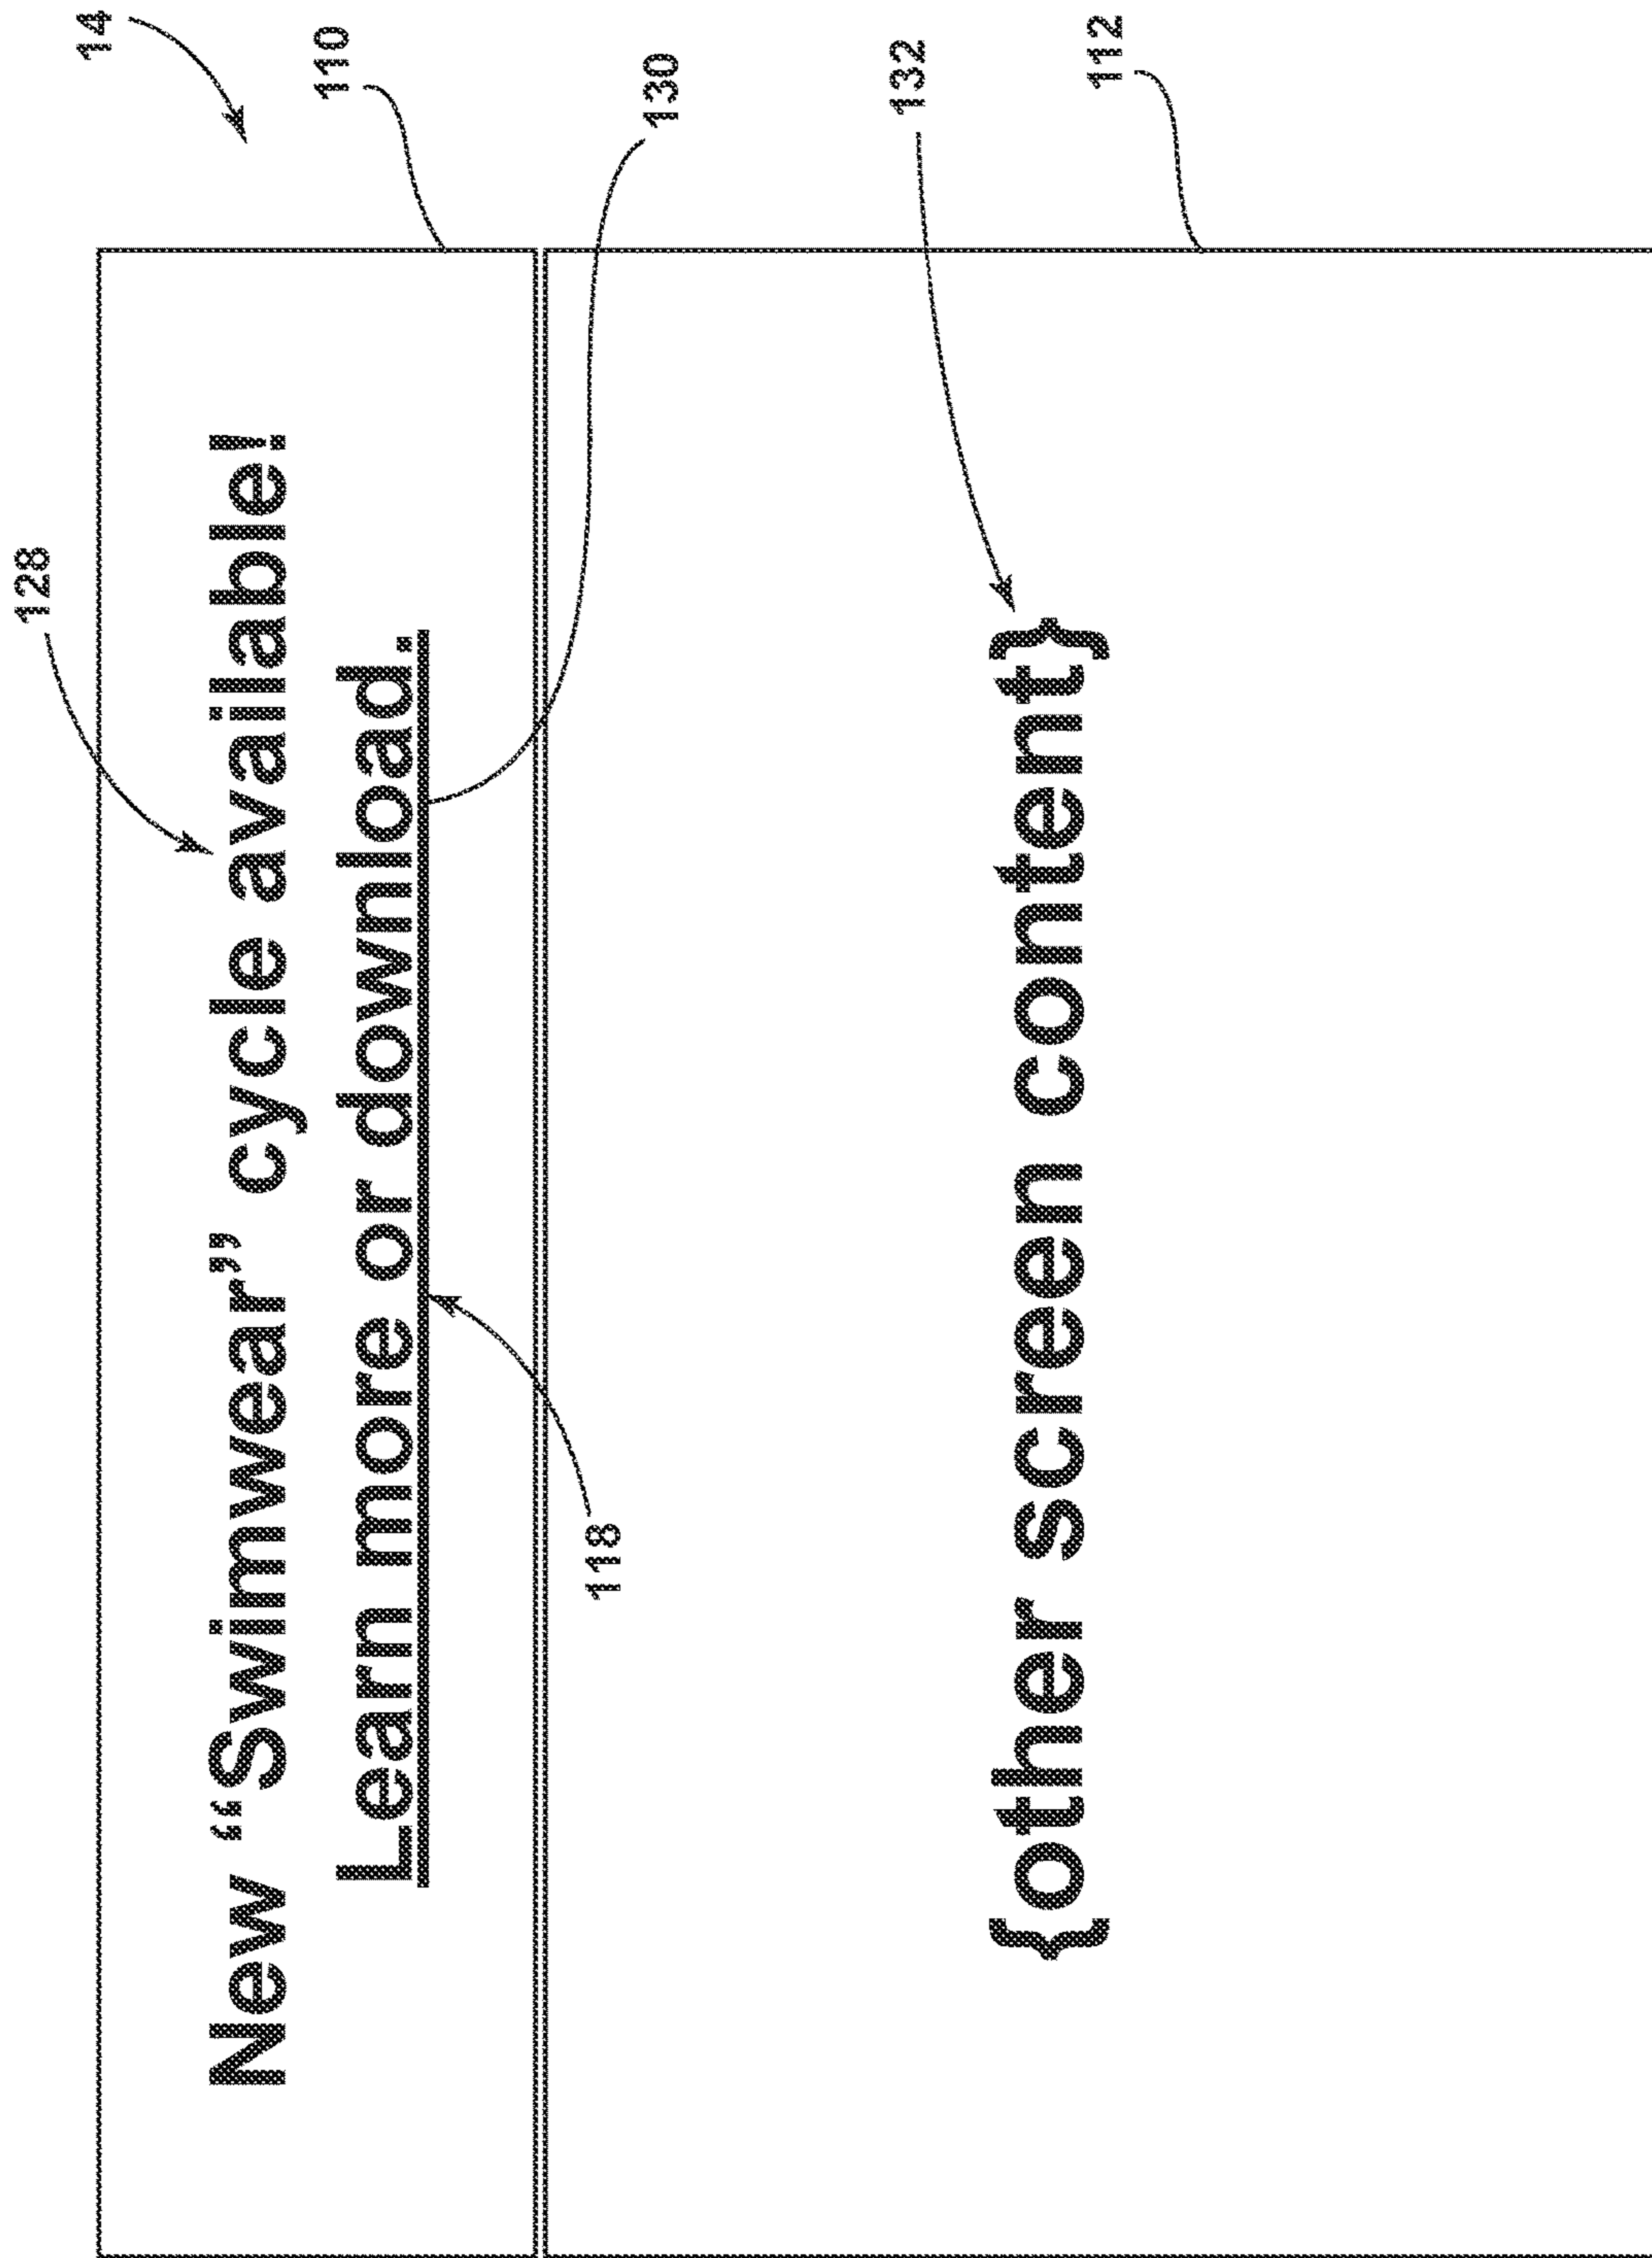 14
110
128
New “Swimwear” cycle available!
Learn more or download.
130
118
132
{other screen content}
112